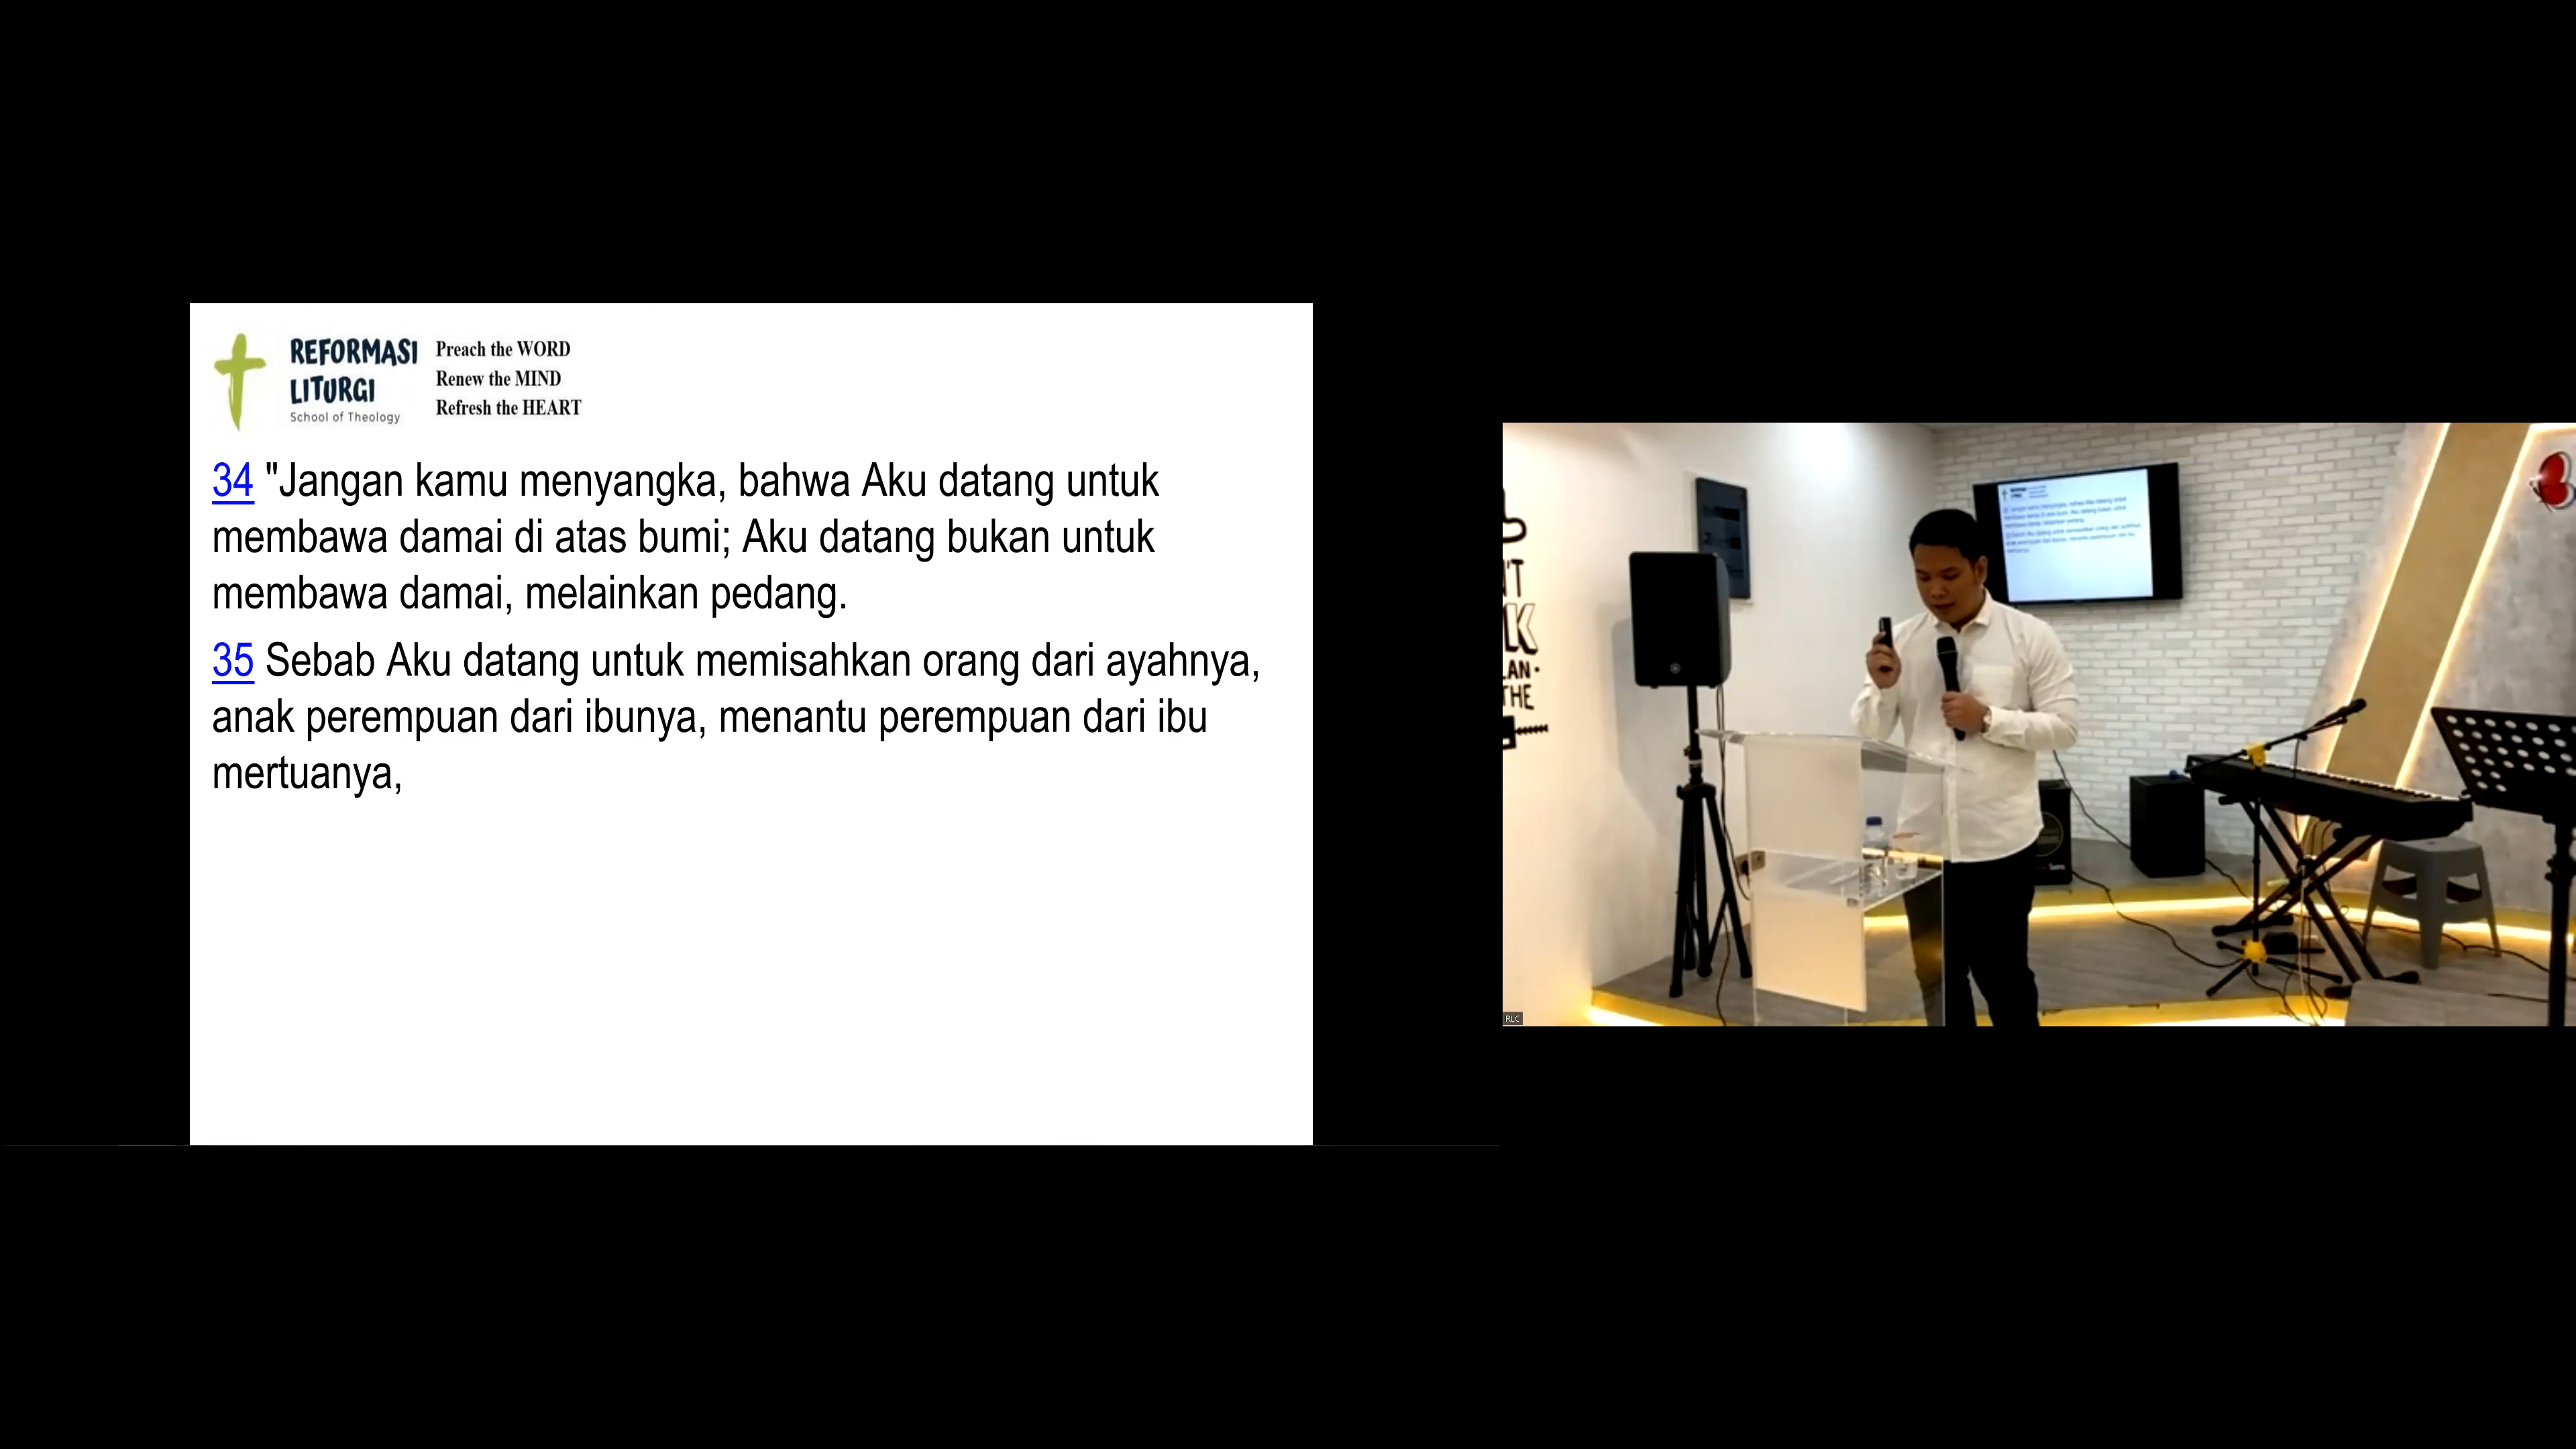 REFORMASI
LITURGI
School of Theology
Preach the WORD
Renew the MIND
Refresh the HEART
34 "Jangan kamu menyangka, bahwa Aku datang untuk
membawa damai di atas bumi; Aku datang bukan untuk
membawa damai, melainkan pedang.
35 Sebab Aku datang untuk memisahkan orang dari ayahnya,
anak perempuan dari ibunya, menantu perempuan dari ibu
mertuanya,
THE
RLC